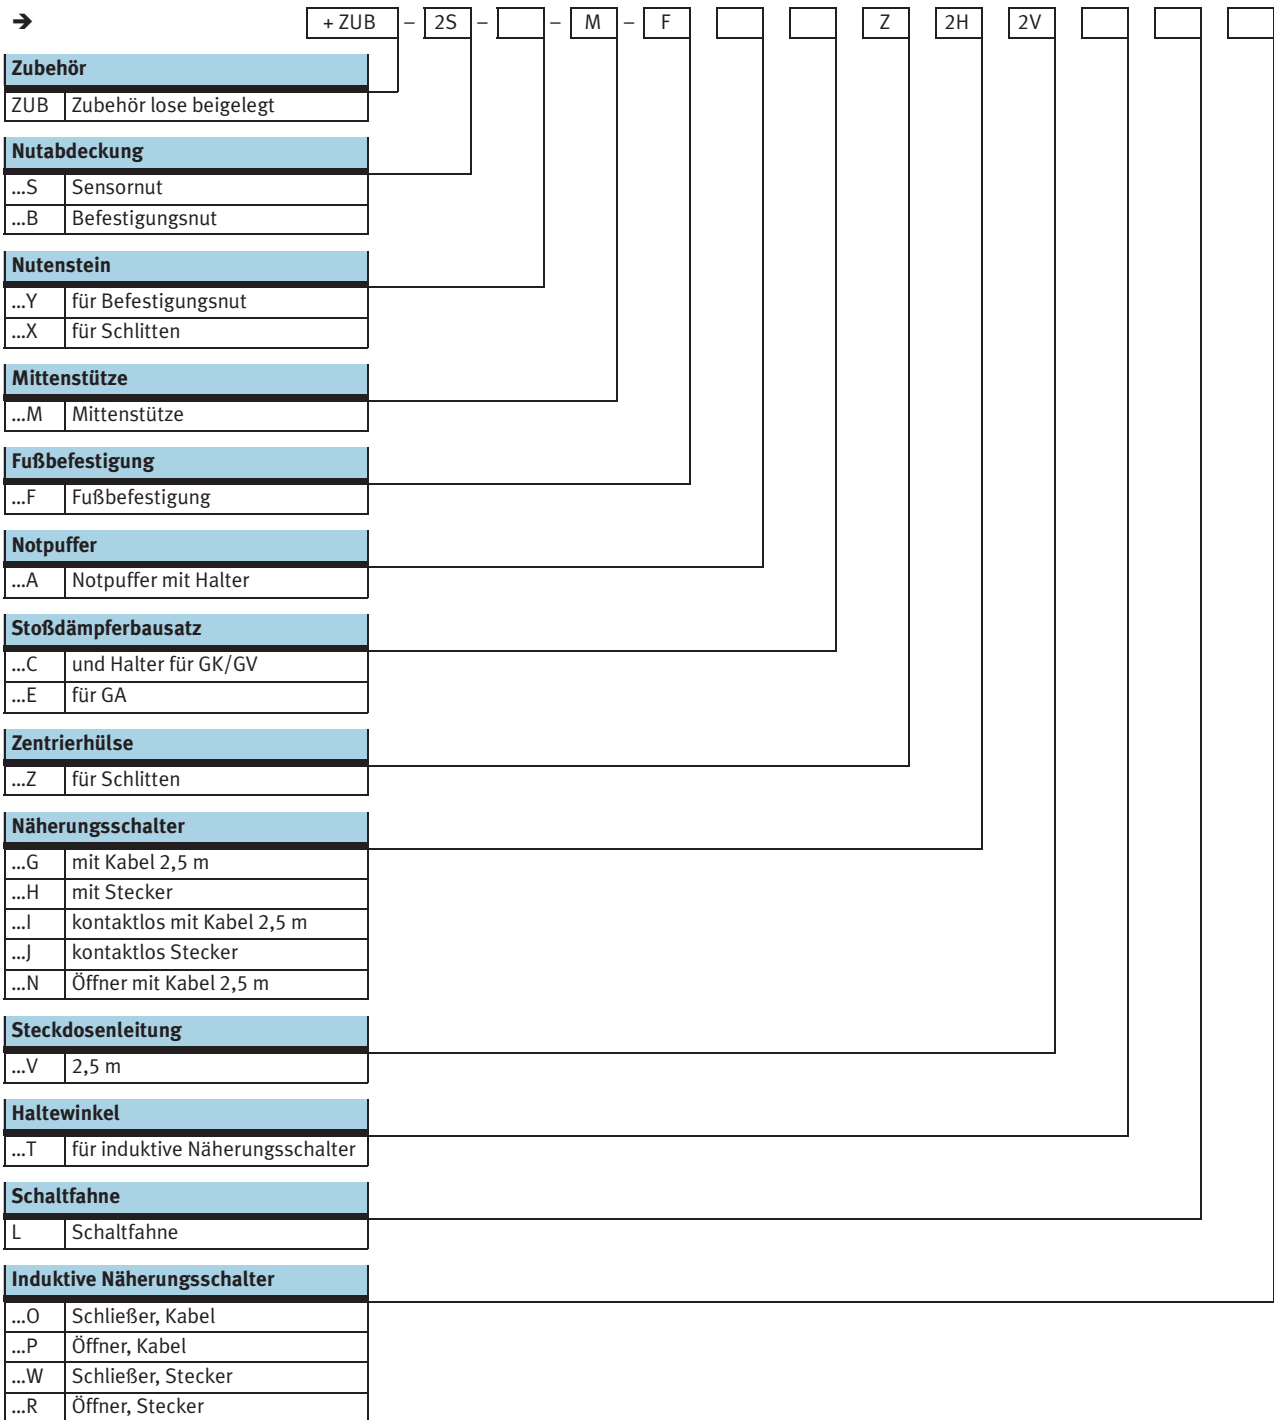 ➔ + ZUB – 2S – – M – F Z 2H 2V
Zubehör
ZUB Zubehör lose beigelegt
Nutabdeckung
...S Sensornut
...B Befestigungsnut
Nutenstein
...Y für Befestigungsnut
...X für Schlitten
Mittenstütze
...M Mittenstütze
Fußbefestigung
...F Fußbefestigung
Notpuffer
...A Notpuffer mit Halter
Stoßdämpferbausatz
...C und Halter für GK/GV
...E für GA
Zentrierhülse
...Z für Schlitten
Näherungsschalter
...G mit Kabel 2,5 m
...H mit Stecker
...I kontaktlos mit Kabel 2,5 m
...J kontaktlos Stecker
...N Öffner mit Kabel 2,5 m
Steckdosenleitung
...V 2,5 m
Haltewinkel
...T für induktive Näherungsschalter
Schaltfahne
L Schaltfahne
Induktive Näherungsschalter
...O Schließer, Kabel
...P Öffner, Kabel
...W Schließer, Stecker
...R Öffner, Stecker